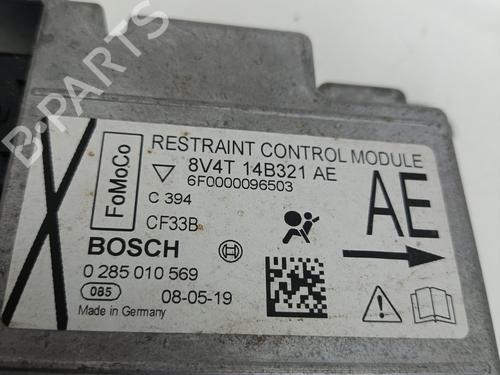 B-PARTS
RESTRAINT CONTROL MODULE
FoMoCo
8V4T 14B321 AE
6F0000096503
C 394
CF33B
AE
BOSCH
0 285 010 569
085
08-05-19
Made in Germany